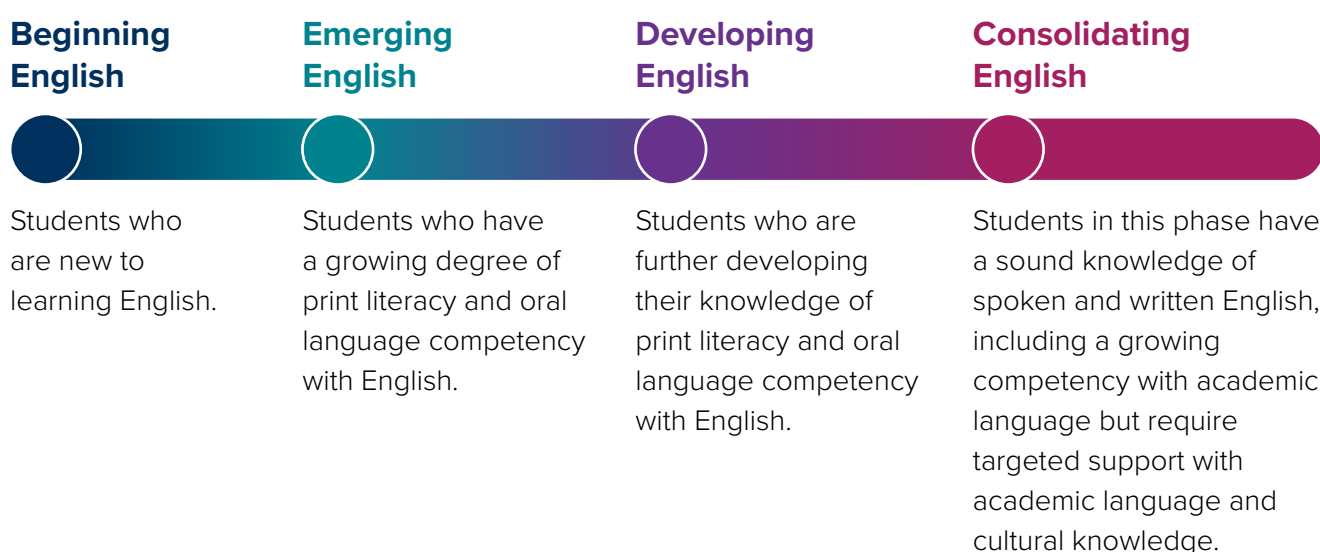 Beginning
English
Students who
are new to
learning English.
Emerging
English
Students who have
a growing degree of
print literacy and oral
language competency
with English.
Developing
English
Students who are
further developing
their knowledge of
print literacy and oral
language competency
with English.
Consolidating
English
Students in this phase have
a sound knowledge of
spoken and written English,
including a growing
competency with academic
language but require
targeted support with
academic language and
cultural knowledge.